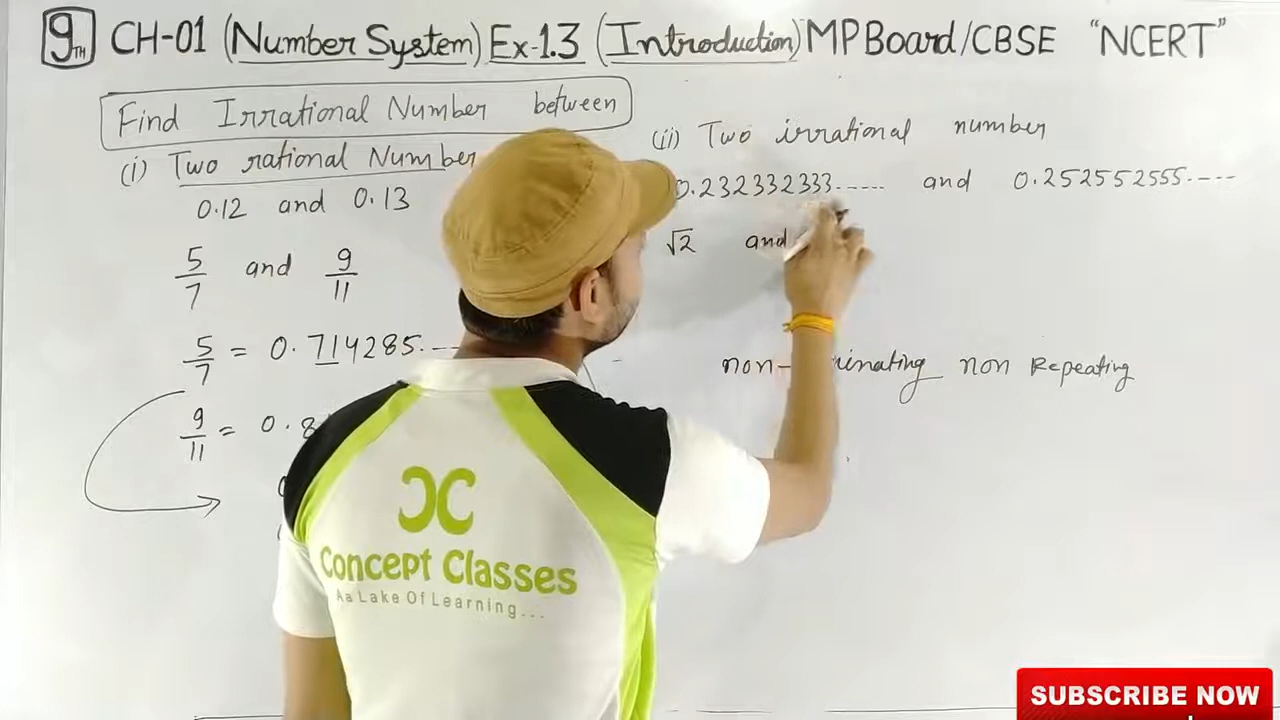 9TH CH-01 (Number System) Ex-1.3 (Introduction) MP Board/CBSE "NCERT"
Find Irrational Number between
(i) Two rational Number
0.12 and 0.13
5/7 and 9/11
5/7 = 0.714285.----
9/11 = 0.8
(ii) Two irrational number
0.232332333...... and 0.252552555.----
√2 and
non- inating non Repeating
Concept Classes
Aa Lake Of Learning...
SUBSCRIBE NOW